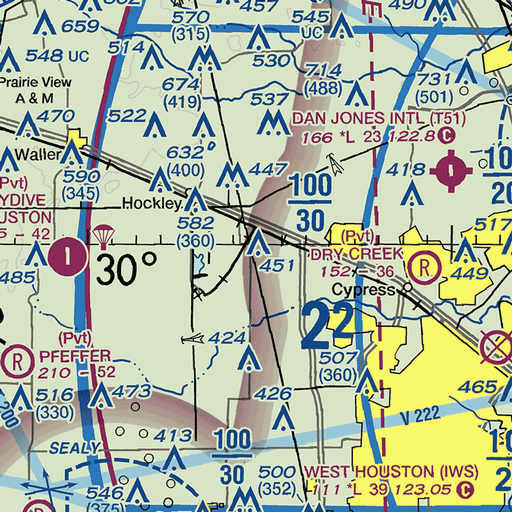 570
(315)
659
457
545
UC
490
548 UC
514
530
674
(419)
714
(488)
731
(501)
Prairie View
A & M
537
470
522
DAN JONES INTL (T51)
166 *L 23 122.8 C
Waller
632
(400)
447
418
590
(345)
100
30
Hockley
582
(360)
517
(Pvt)
5 - 42
I
485
30°
451
(Pvt)
DRY CREEK
152 - 36
R
449
Cypress
22
(Pvt)
PFEFFER
210 - 52
R
424
507
(360)
516
(330)
473
426
465
V 222
200
SEALY
413
100
30
500
(352)
WEST HOUSTON (IWS)
111 *L 39 123.05 C
546
(375)